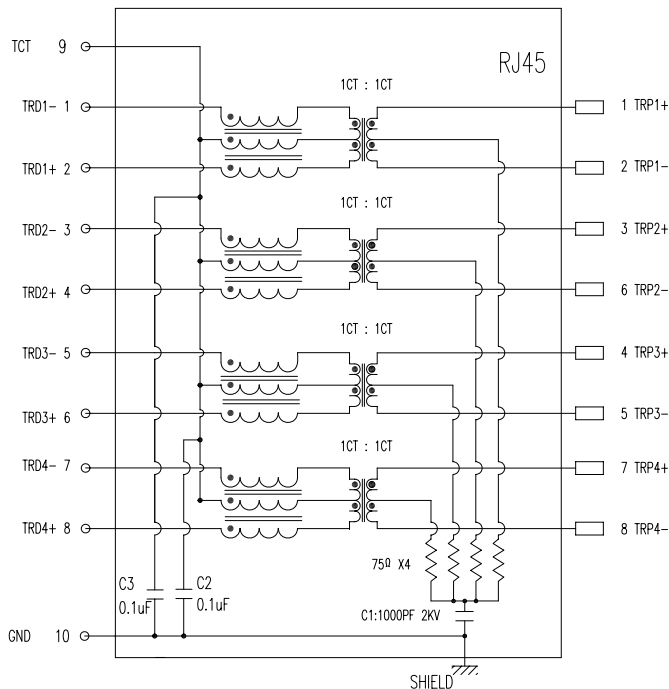 TCT 9
RJ45
1CT : 1CT
TRD1- 1
1 TRP1+
TRD1+ 2
2 TRP1-
1CT : 1CT
TRD2- 3
3 TRP2+
TRD2+ 4
6 TRP2-
1CT : 1CT
TRD3- 5
4 TRP3+
TRD3+ 6
5 TRP3-
1CT : 1CT
TRD4- 7
7 TRP4+
TRD4+ 8
8 TRP4-
75Ω X4
C3
0.1uF
C2
0.1uF
C1:1000PF 2KV
GND 10
SHIELD